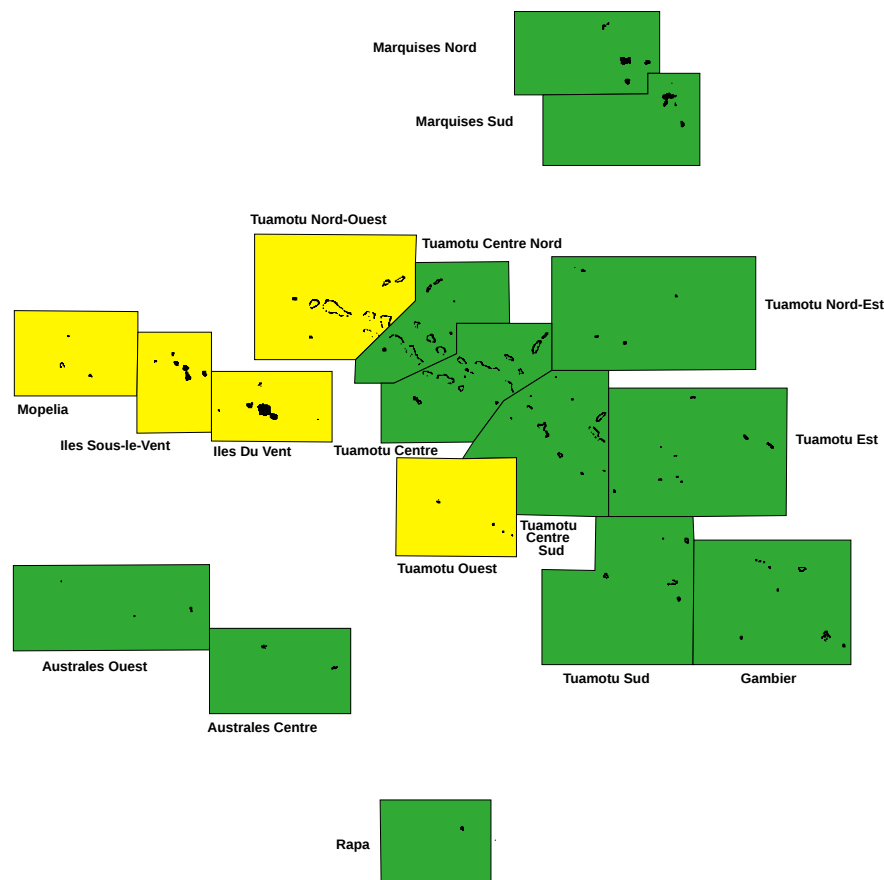 Marquises Nord
Marquises Sud
Tuamotu Nord-Ouest
Tuamotu Centre Nord
Tuamotu Nord-Est
Mopelia
Iles Sous-le-Vent
Iles Du Vent
Tuamotu Centre
Tuamotu Est
Tuamotu
Centre
Sud
Tuamotu Ouest
Australes Ouest
Tuamotu Sud
Gambier
Australes Centre
Rapa